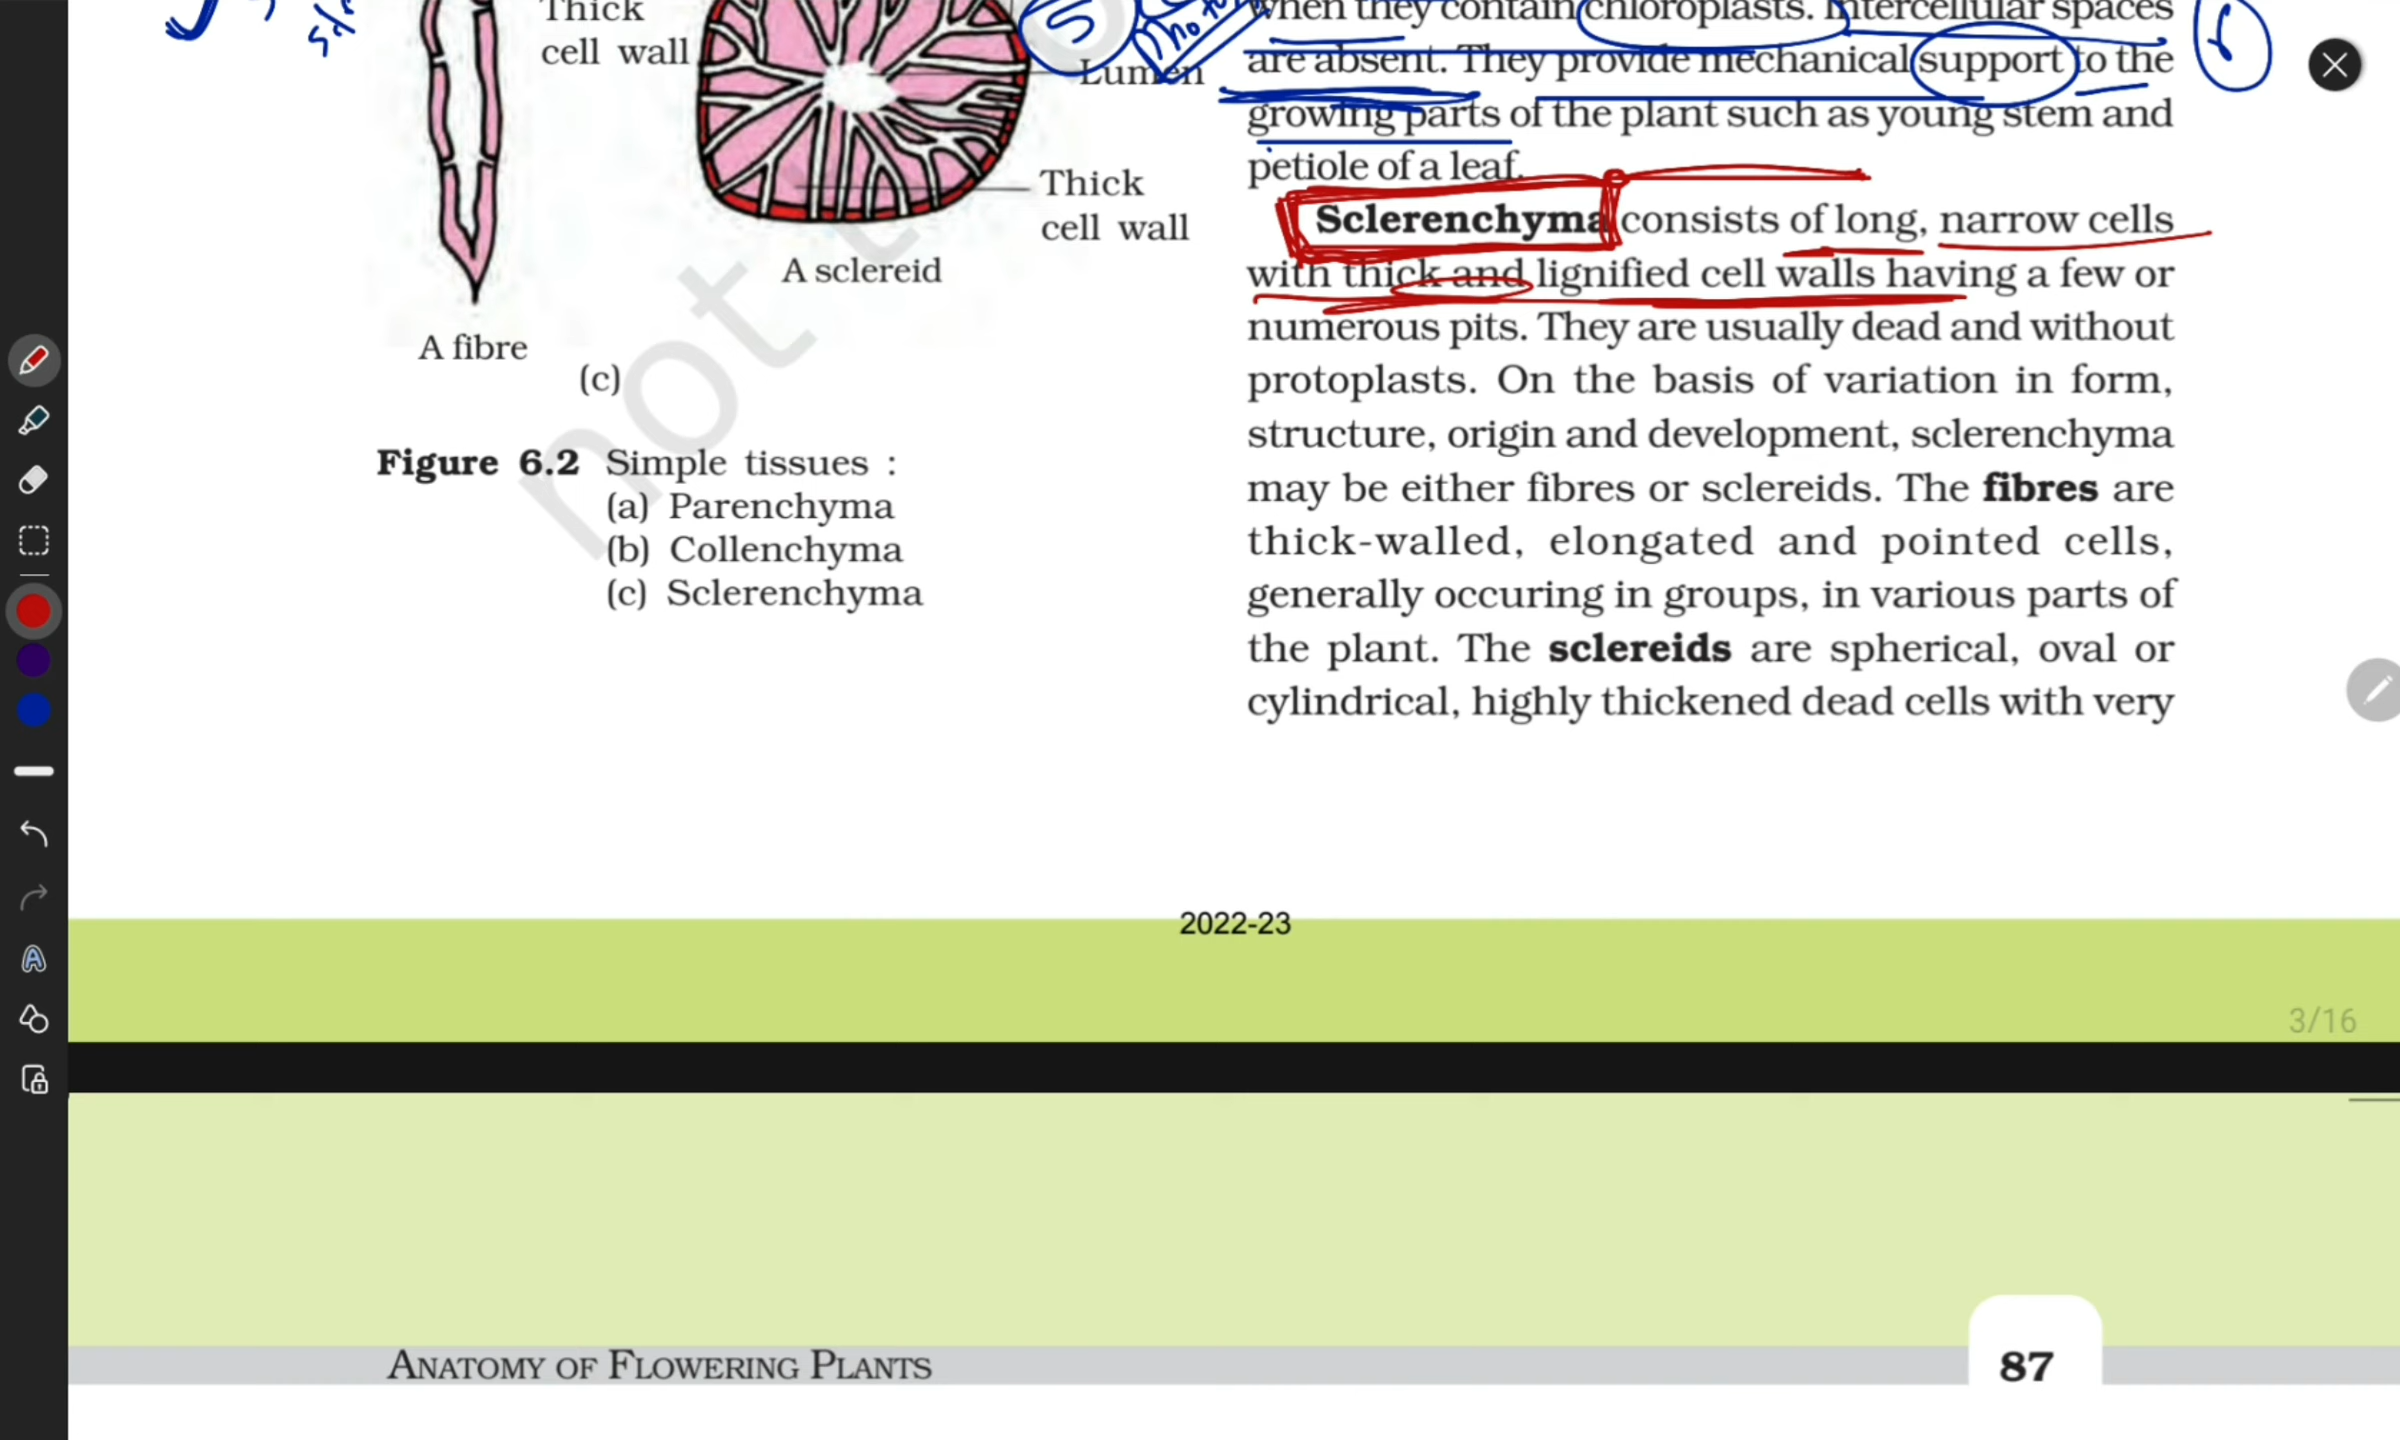 Thick
cell wall
Lumen
Thick
cell wall
A sclereid
A fibre
(c)
Figure 6.2 Simple tissues :
(a) Parenchyma
(b) Collenchyma
(c) Sclerenchyma
5
when they contain chloroplasts. Intercellular spaces
are absent. They provide mechanical support to the
growing parts of the plant such as young stem and
petiole of a leaf.
Sclerenchyma consists of long, narrow cells
with thick and lignified cell walls having a few or
numerous pits. They are usually dead and without
protoplasts. On the basis of variation in form,
structure, origin and development, sclerenchyma
may be either fibres or sclereids. The fibres are
thick-walled, elongated and pointed cells,
generally occuring in groups, in various parts of
the plant. The sclereids are spherical, oval or
cylindrical, highly thickened dead cells with very
not
2022-23
3/16
ANATOMY OF FLOWERING PLANTS
87